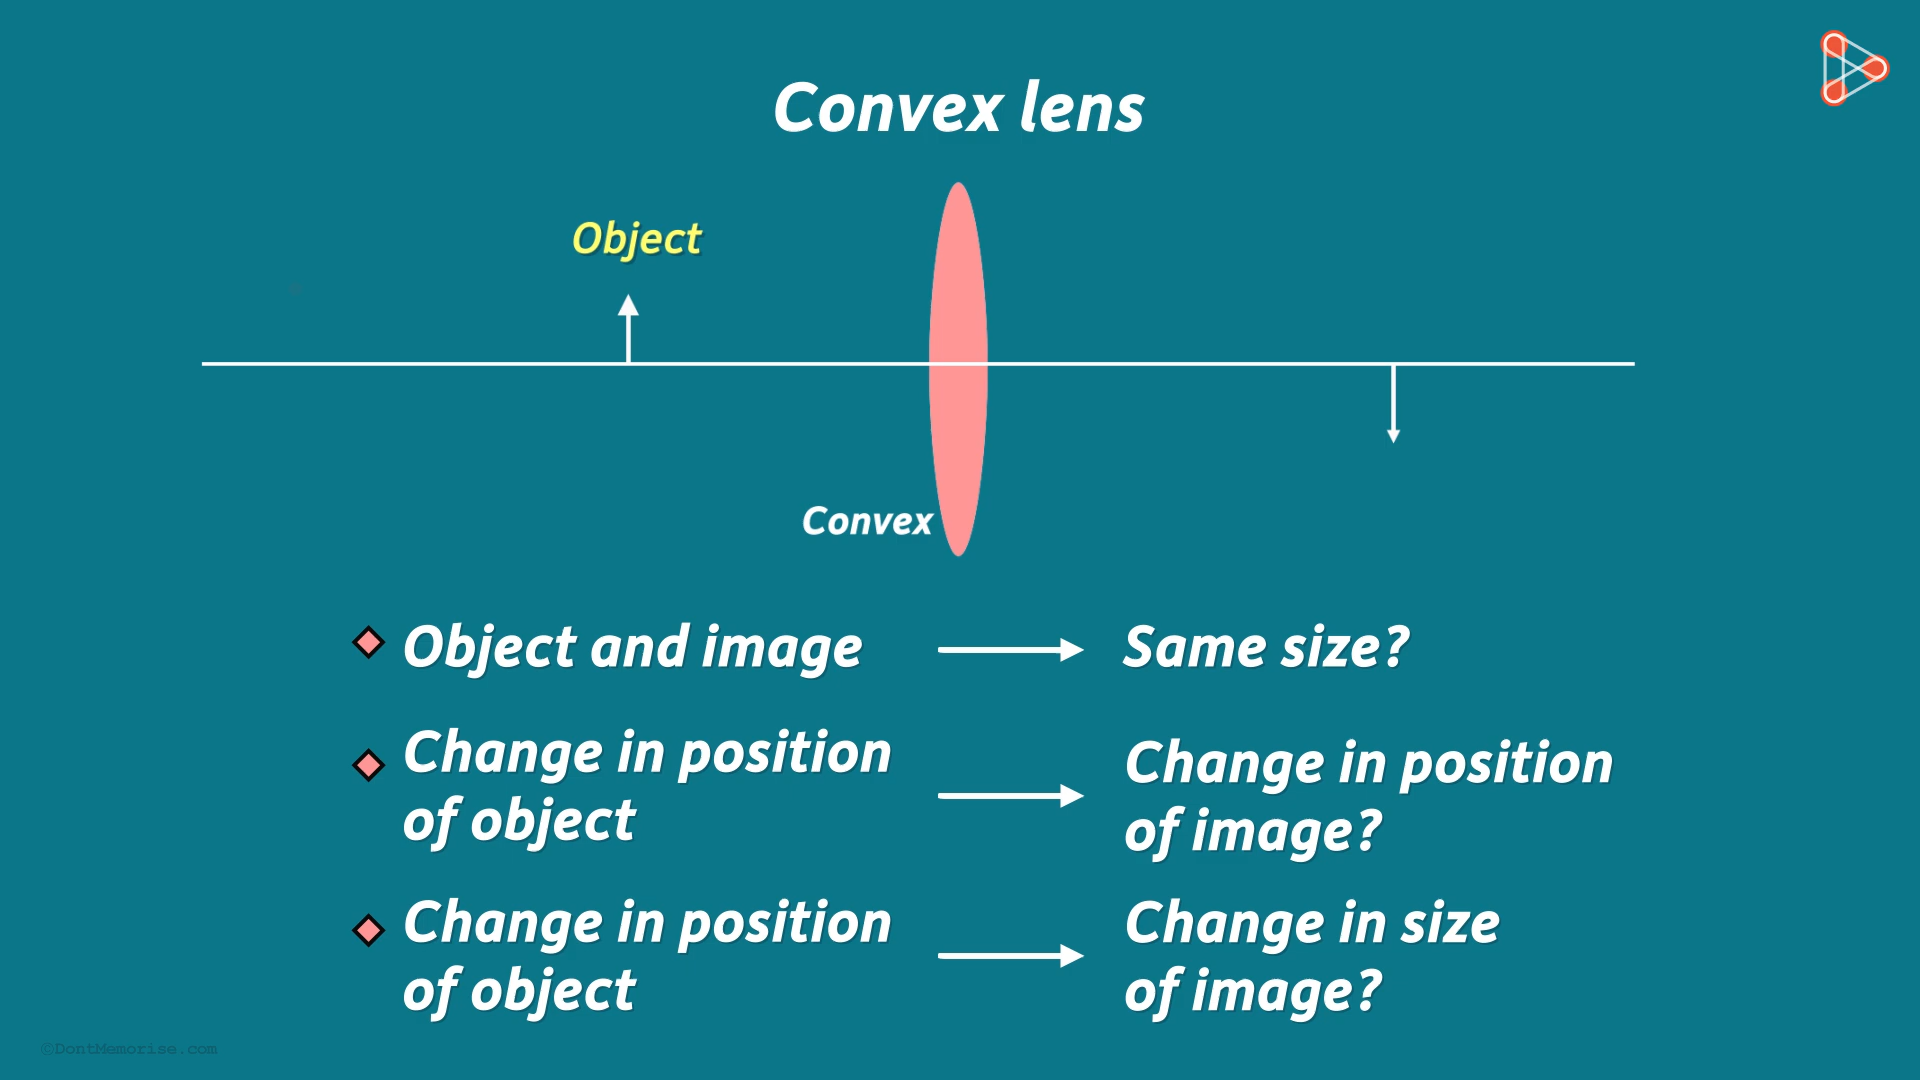 Convex lens
Object
Convex
Object and image
Same size?
Change in position
of object
Change in position
of image?
Change in position
of object
Change in size
of image?
©DontMemorise.com